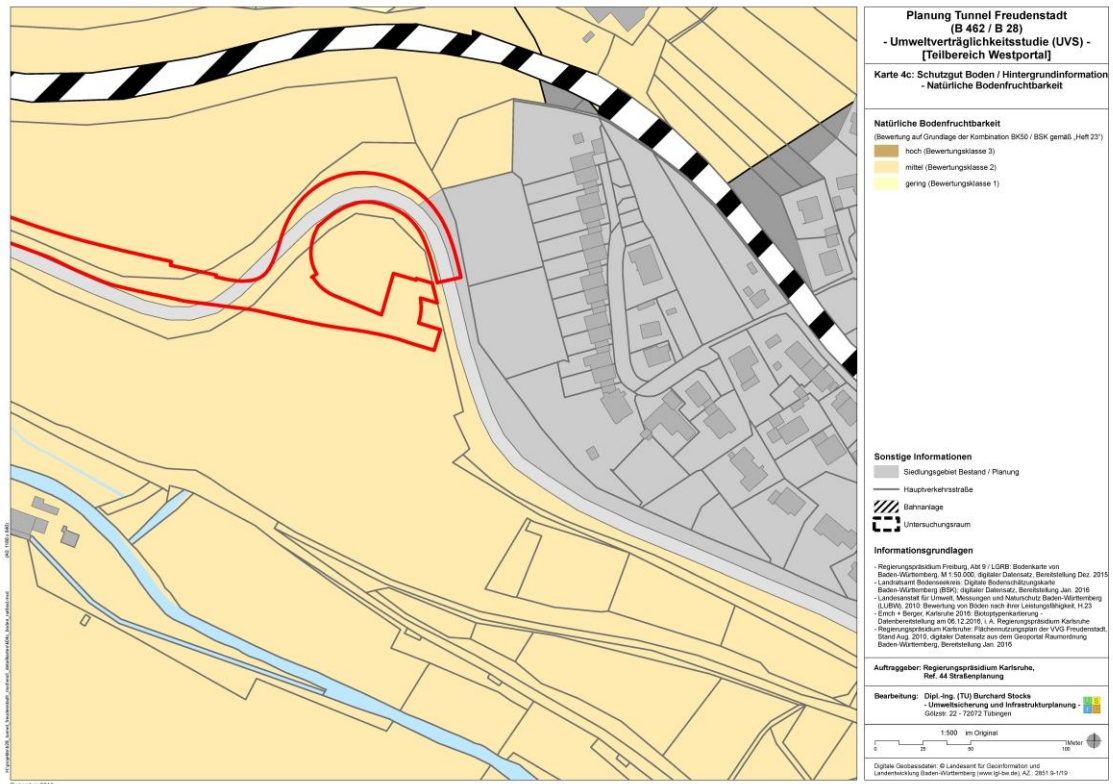 Planung Tunnel Freudenstadt
(B 462 / B 28)
- Umweltverträglichkeitsstudie (UVS) -
[Teilbereich Westportal]
Karte 4c: Schutzgut Boden / Hintergrundinformation
- Natürliche Bodenfruchtbarkeit
Natürliche Bodenfruchtbarkeit
(Bewertung auf Grundlage der Kombination BK50 / BSK gemäß „Heft 23“)
hoch (Bewertungsklasse 3)
mittel (Bewertungsklasse 2)
gering (Bewertungsklasse 1)
Sonstige Informationen
Siedlungsgebiet Bestand / Planung
Hauptverkehrsstraße
Bahnanlage
Untersuchungsraum
Informationsgrundlagen
- Regierungspräsidium Freiburg, Abt 9 / LGRB: Bodenkarte von
Baden-Württemberg, M 1:50.000, digitaler Datensatz, Bereitstellung Dez. 2015
- Landratsamt Bodenseekreis: Digitale Bodenschätzungskarte
Baden-Württemberg (BSK); digitaler Datensatz, Bereitstellung Jan. 2016
- Landesanstalt für Umwelt, Messungen und Naturschutz Baden-Württemberg
(LUBW), 2010: Bewertung von Böden nach ihrer Leistungsfähigkeit, H.23
- Emch + Berger, Karlsruhe 2016: Biotoptypenkartierung -
Datenbereitstellung am 06.12.2016, i. A. Regierungspräsidium Karlsruhe
- Regierungspräsidium Karlsruhe: Flächennutzungsplan der VVG Freudenstadt,
Stand Aug. 2010, digitaler Datensatz aus dem Geoportal Raumordnung
Baden-Württemberg, Bereitstellung Jan. 2016
Auftraggeber: Regierungspräsidium Karlsruhe,
Ref. 44 Straßenplanung
Bearbeitung: Dipl.-Ing. (TU) Burchard Stocks
- Umweltsicherung und Infrastrukturplanung -
Gölzstr. 22 - 72072 Tübingen
1:500 im Original
0 25 50 100 Meter
Digitale Geobasisdaten: © Landesamt für Geoinformation und
Landentwicklung Baden-Württemberg (www.lgl-bw.de), AZ.: 2851.9-1/19